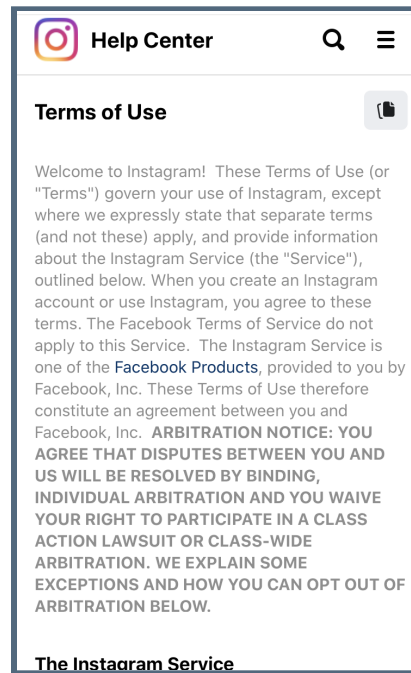 Help Center
Terms of Use
Welcome to Instagram!  These Terms of Use (or
"Terms") govern your use of Instagram, except
where we expressly state that separate terms
(and not these) apply, and provide information
about the Instagram Service (the "Service"),
outlined below. When you create an Instagram
account or use Instagram, you agree to these
terms. The Facebook Terms of Service do not
apply to this Service.  The Instagram Service is
one of the Facebook Products, provided to you by
Facebook, Inc. These Terms of Use therefore
constitute an agreement between you and
Facebook, Inc.  ARBITRATION NOTICE: YOU
AGREE THAT DISPUTES BETWEEN YOU AND
US WILL BE RESOLVED BY BINDING,
INDIVIDUAL ARBITRATION AND YOU WAIVE
YOUR RIGHT TO PARTICIPATE IN A CLASS
ACTION LAWSUIT OR CLASS-WIDE
ARBITRATION. WE EXPLAIN SOME
EXCEPTIONS AND HOW YOU CAN OPT OUT OF
ARBITRATION BELOW.
The Instagram Service